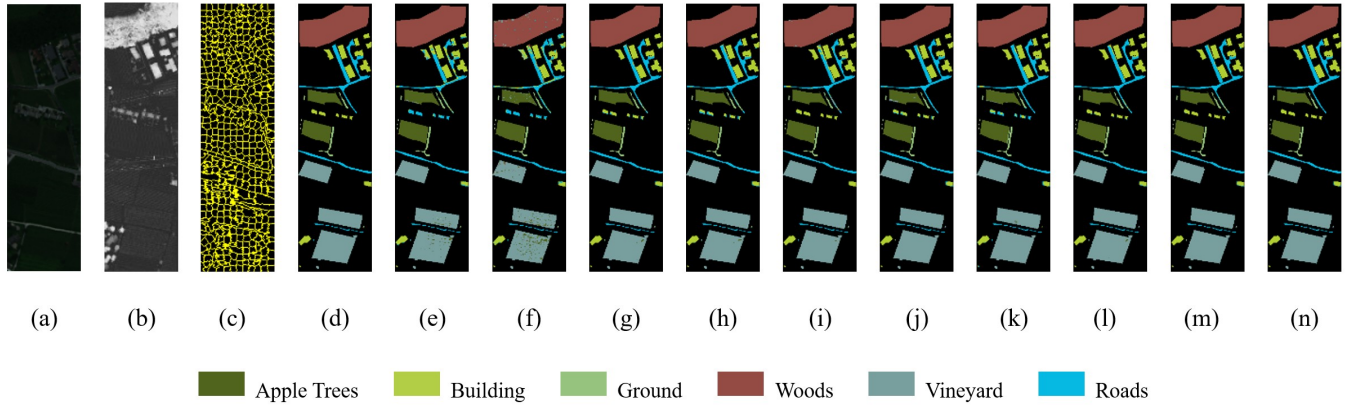 (a) (b) (c) (d) (e) (f) (g) (h) (i) (j) (k) (l) (m) (n)
Apple Trees Building Ground Woods Vineyard Roads